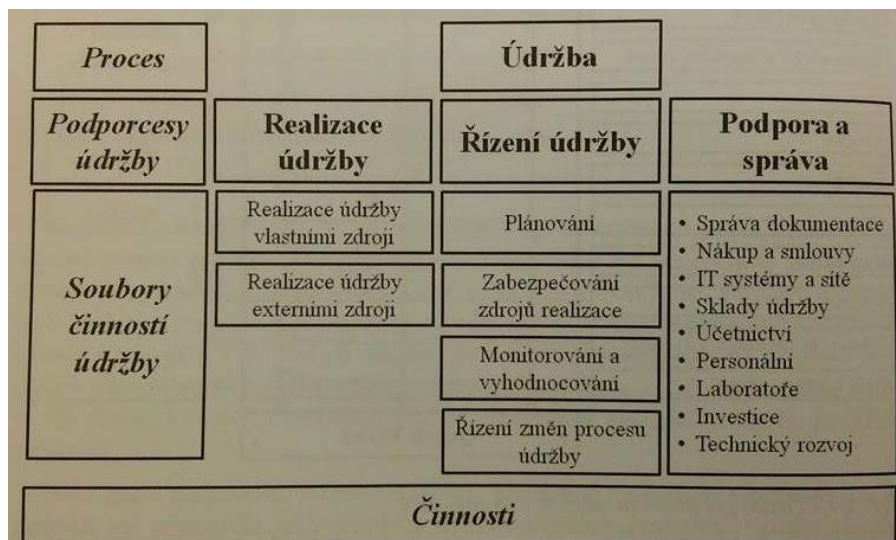 Proces
Údržba
Podporcesy
údržby
Realizace
údržby
Řízení údržby
Podpora a
správa
Soubory
činností
údržby
Realizace údržby
vlastními zdroji
Realizace údržby
externími zdroji
Plánování
Zabezpečování
zdrojů realizace
Monitorování a
vyhodnocování
Řízení změn procesu
údržby
• Správa dokumentace
• Nákup a smlouvy
• IT systémy a sítě
• Sklady údržby
• Účetnictví
• Personální
• Laboratoře
• Investice
• Technický rozvoj
Činnosti